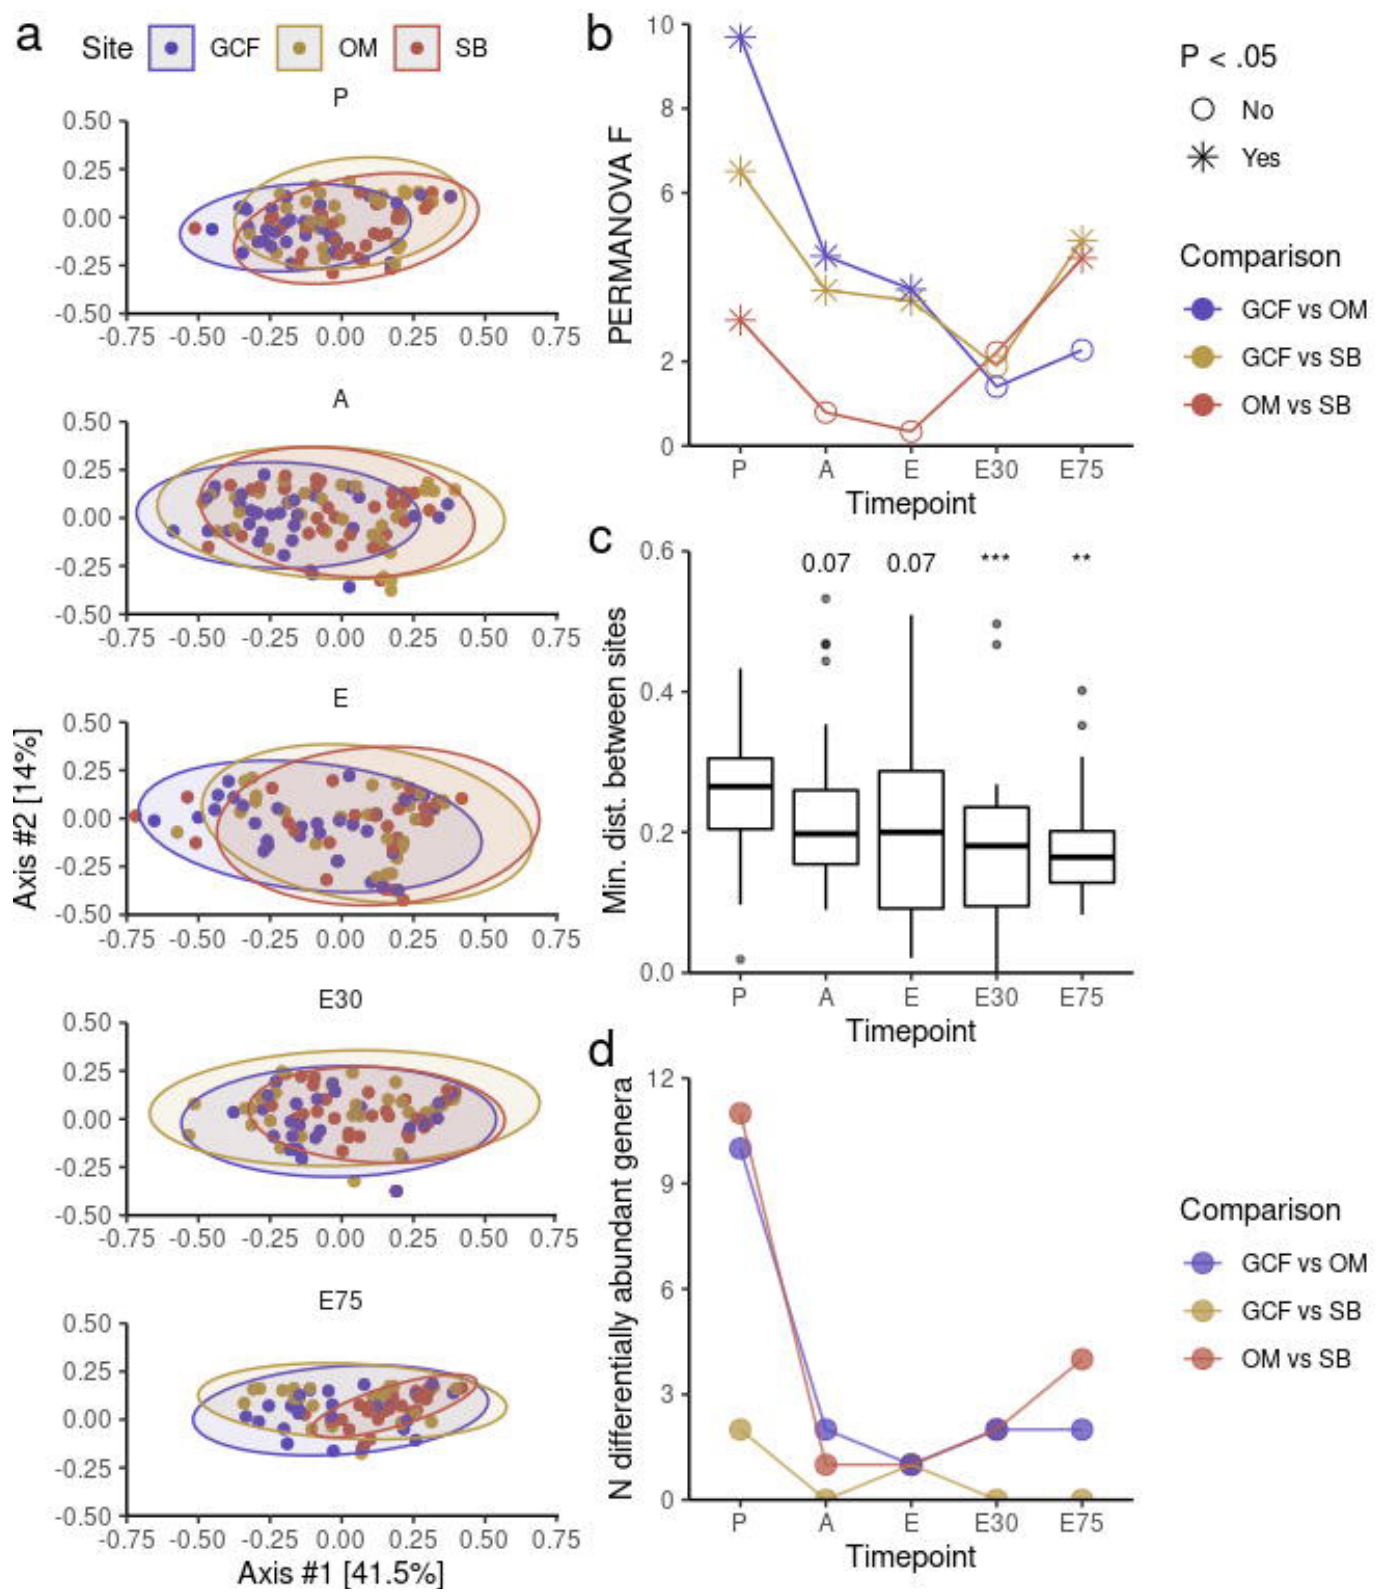 a
Site GCF OM SB
P
0.50
0.25
0.00
-0.25
-0.50
-0.75 -0.50 -0.25 0.00 0.25 0.50 0.75
A
0.50
0.25
0.00
-0.25
-0.50
-0.75 -0.50 -0.25 0.00 0.25 0.50 0.75
E
0.50
0.25
0.00
-0.25
-0.50
-0.75 -0.50 -0.25 0.00 0.25 0.50 0.75
E30
0.50
0.25
0.00
-0.25
-0.50
-0.75 -0.50 -0.25 0.00 0.25 0.50 0.75
E75
0.50
0.25
0.00
-0.25
-0.50
-0.75 -0.50 -0.25 0.00 0.25 0.50 0.75
Axis #2 [14%]
Axis #1 [41.5%]
b
PERMANOVA F
10
8
6
2
0
P A E E30 E75
Timepoint
P < .05
No
Yes
Comparison
GCF vs OM
GCF vs SB
OM vs SB
c
Min. dist. between sites
0.6
0.4
0.2
0.0
0.07 0.07 *** **
P A E E30 E75
Timepoint
d
N differentially abundant genera
12
9
6
3
0
P A E E30 E75
Timepoint
Comparison
GCF vs OM
GCF vs SB
OM vs SB